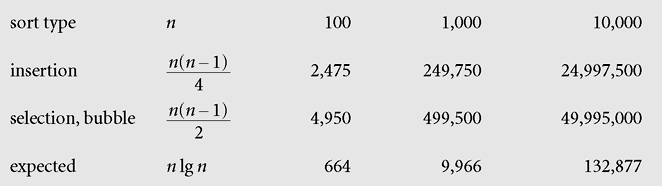 sort type n 100 1,000 10,000
insertion n(n – 1)/4 2,475 249,750 24,997,500
selection, bubble n(n – 1)/2 4,950 499,500 49,995,000
expected n lg n 664 9,966 132,877